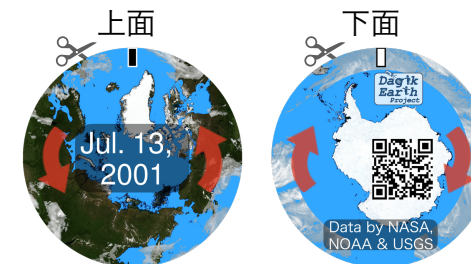 上面
下面
Jul. 13,
2001
Dagik
Earth
Project
Data by NASA,
NOAA & USGS